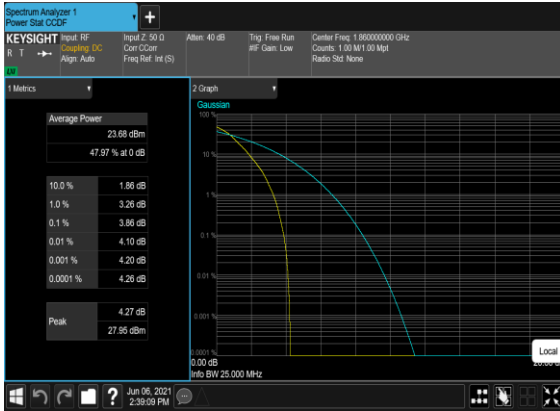 Spectrum Analyzer 1
Power Stat CCDF
+
KEYSIGHT
R T
LXI
Input: RF
Coupling: DC
Align: Auto
Input Z: 50 Ω
Corr CCorr
Freq Ref: Int (S)
Atten: 40 dB
Trig: Free Run
#IF Gain: Low
Center Freq: 1.860000000 GHz
Counts: 1.00 M/1.00 Mpt
Radio Std: None
1 Metrics
Average Power
23.68 dBm
47.97 % at 0 dB
10.0 % 1.86 dB
1.0 % 3.26 dB
0.1 % 3.86 dB
0.01 % 4.10 dB
0.001 % 4.20 dB
0.0001 % 4.26 dB
Peak
4.27 dB
27.95 dBm
2 Graph
Gaussian
100 %
10 %
1 %
0.1 %
0.01 %
0.001 %
0.0001 %
0.00 dB
Info BW 25.000 MHz
Local
?
Jun 06, 2021
2:39:09 PM